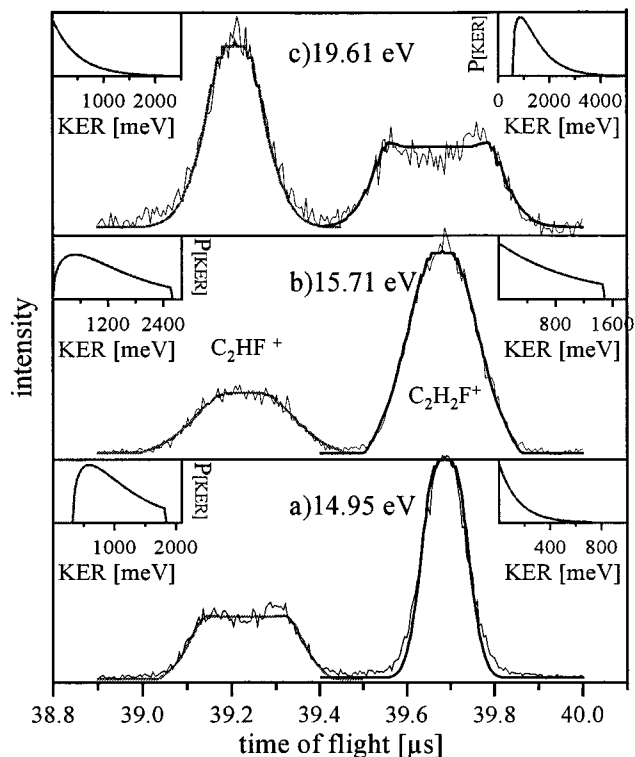 c)19.61 eV
P[KER]
1000 2000
KER [meV]
0 2000 4000
KER [meV]
b)15.71 eV
P[KER]
1200 2400
KER [meV]
800 1600
KER [meV]
C2HF +
C2H2F+
intensity
a)14.95 eV
P[KER]
1000 2000
KER [meV]
400 800
KER [meV]
38.8 39.0 39.2 39.4 39.6 39.8 40.0
time of flight [µs]